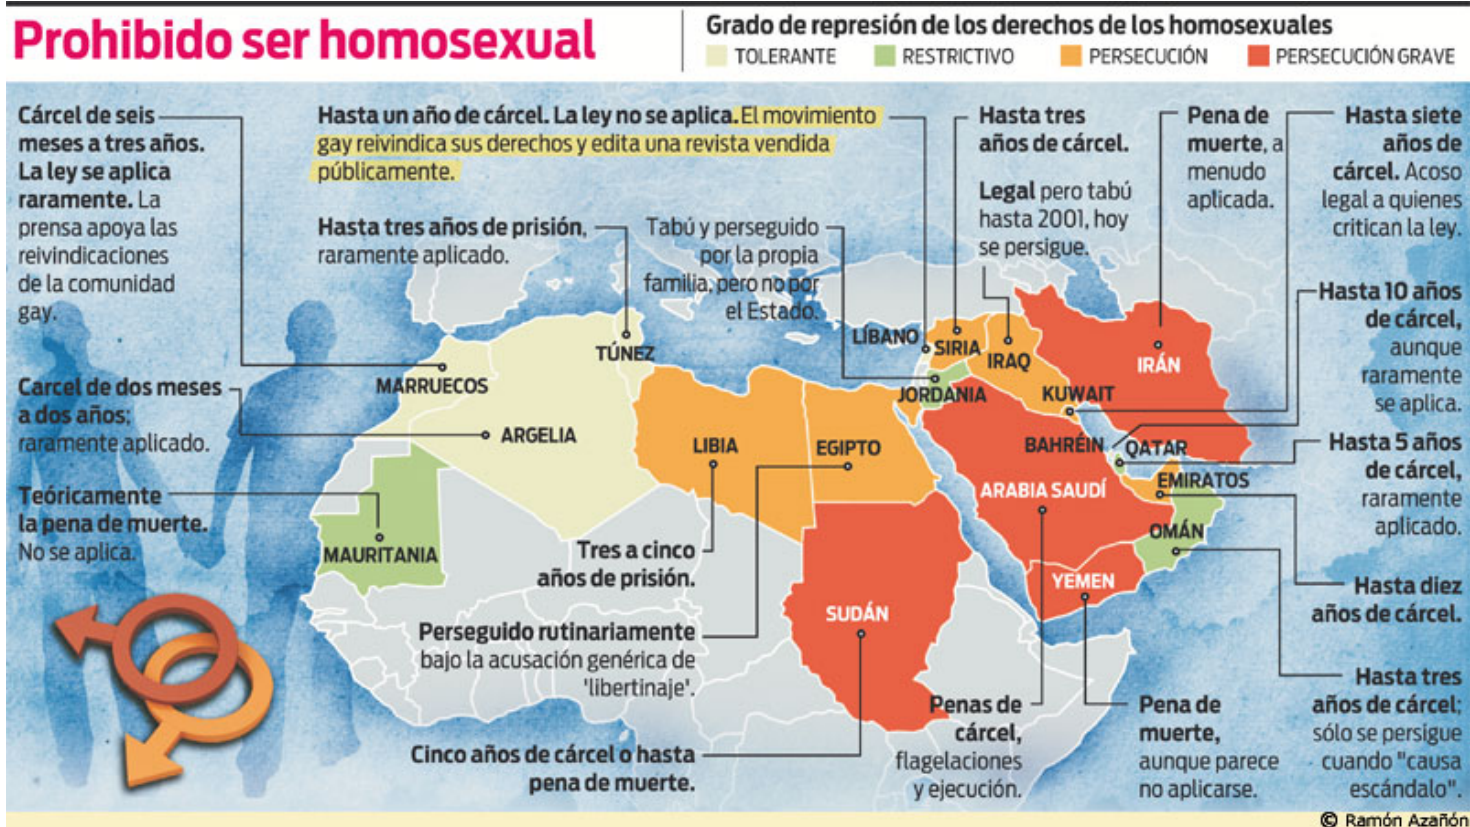 Prohibido ser homosexual
Grado de represión de los derechos de los homosexuales
TOLERANTE
RESTRICTIVO
PERSECUCIÓN
PERSECUCIÓN GRAVE
Cárcel de seis
meses a tres años.
La ley se aplica
raramente. La
prensa apoya las
reivindicaciones
de la comunidad
gay.
Hasta un año de cárcel. La ley no se aplica. El movimiento
gay reivindica sus derechos y edita una revista vendida
públicamente.
Hasta tres años de prisión,
raramente aplicado.
Tabú y perseguido
por la propia
familia, pero no por
el Estado.
Hasta tres
años de cárcel.
Legal pero tabú
hasta 2001, hoy
se persigue.
Pena de
muerte, a
menudo
aplicada.
Hasta siete
años de
cárcel. Acoso
legal a quienes
critican la ley.
Hasta 10 años
de cárcel,
aunque
raramente
se aplica.
Hasta 5 años
de cárcel,
raramente
aplicado.
Hasta diez
años de cárcel.
Hasta tres
años de cárcel;
sólo se persigue
cuando "causa
escándalo".
Carcel de dos meses
a dos años;
raramente aplicado.
Teóricamente
la pena de muerte.
No se aplica.
MARRUECOS
TÚNEZ
ARGELIA
MAURITANIA
LIBIA
EGIPTO
SUDÁN
LÍBANO
SIRIA
IRAQ
JORDANIA
KUWAIT
IRÁN
BAHRÉIN
QATAR
EMIRATOS
ARABIA SAUDÍ
OMÁN
YEMEN
Tres a cinco
años de prisión.
Perseguido rutinariamente
bajo la acusación genérica de
'libertinaje'.
Cinco años de cárcel o hasta
pena de muerte.
Penas de
cárcel,
flagelaciones
y ejecución.
Pena de
muerte,
aunque parece
no aplicarse.
© Ramón Azañón